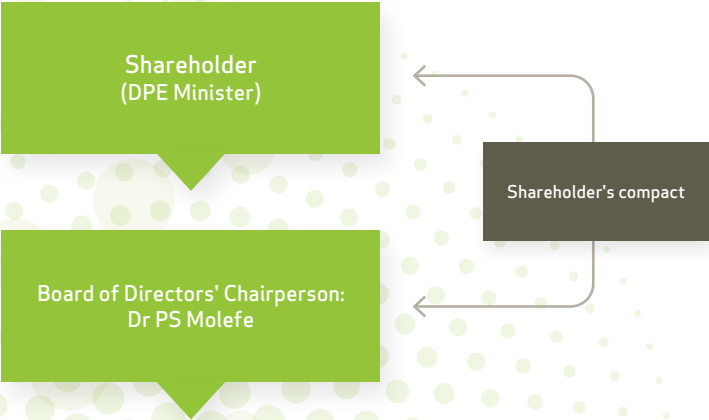 Shareholder
(DPE Minister)
Shareholder's compact
Board of Directors' Chairperson:
Dr PS Molefe